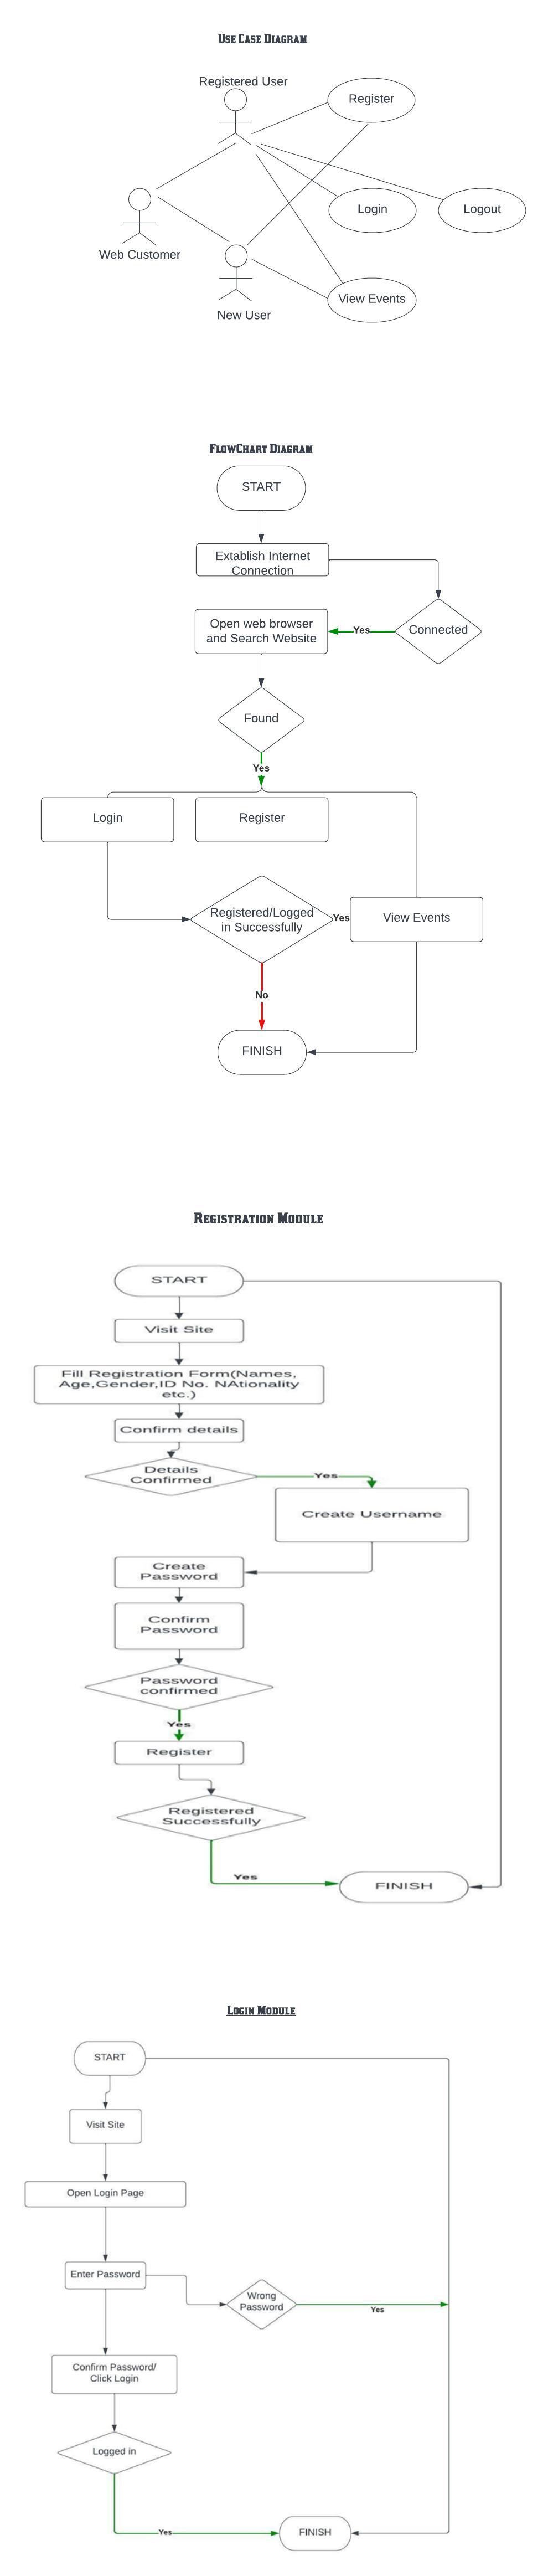 Use Case Diagram
Registered User
Register
Login
Logout
Web Customer
View Events
New User
FlowChart Diagram
START
Extablish Internet
Connection
Open web browser
and Search Website
Yes
Connected
Found
Yes
Login
Register
Registered/Logged
in Successfully
Yes
View Events
No
FINISH
Registration Module
START
Visit Site
Fill Registration Form(Names,
Age,Gender,ID No. NAtionality
etc.)
Confirm details
Details
Confirmed
Yes
Create Username
Create
Password
Confirm
Password
Password
confirmed
Yes
Register
Registered
Successfully
Yes
FINISH
Login Module
START
Visit Site
Open Login Page
Enter Password
Wrong
Password
Yes
Confirm Password/
Click Login
Logged in
Yes
FINISH